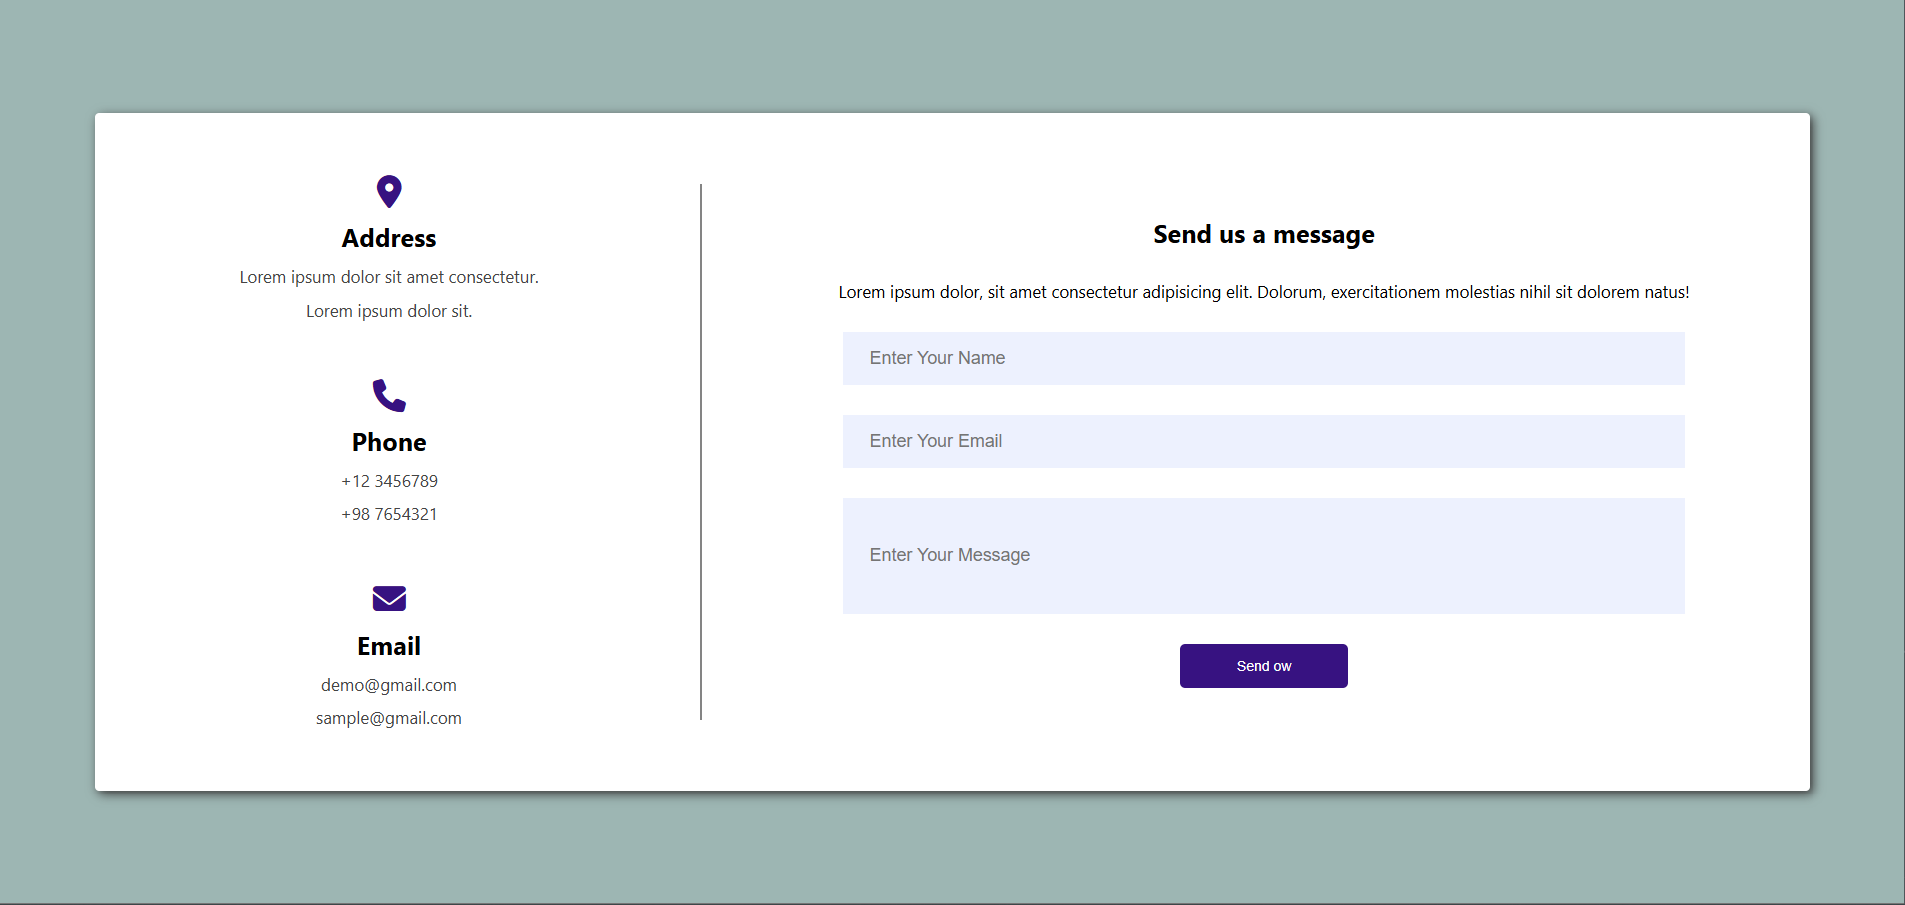 Address
Lorem ipsum dolor sit amet consectetur.
Lorem ipsum dolor sit.
Phone
+12 3456789
+98 7654321
Email
demo@gmail.com
sample@gmail.com
Send us a message
Lorem ipsum dolor, sit amet consectetur adipisicing elit. Dolorum, exercitationem molestias nihil sit dolorem natus!
Enter Your Name
Enter Your Email
Enter Your Message
Send ow